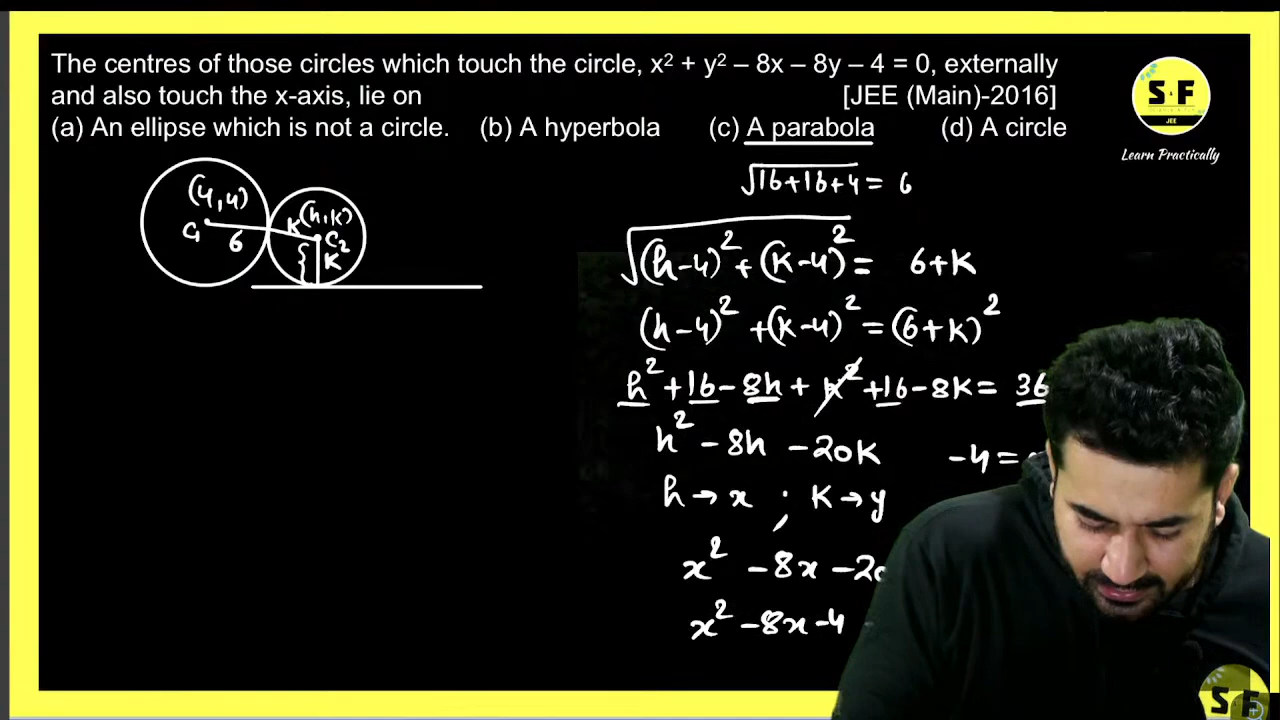 The centres of those circles which touch the circle, x² + y² – 8x – 8y – 4 = 0, externally
and also touch the x-axis, lie on [JEE (Main)-2016]
(a) An ellipse which is not a circle. (b) A hyperbola (c) A parabola (d) A circle
S&F
JEE
Learn Practically
√16+16+4 = 6
(4,4)
C₁
6
K
(h,k)
C₂
K
√(h-4)²+(k-4)² = 6+K
(h-4)²+(k-4)²=(6+k)²
h²+16-8h+k²+16-8K= 36
h²-8h-20K -4=
h→x ; K→y
x²-8x-20
x²-8x-4
S F